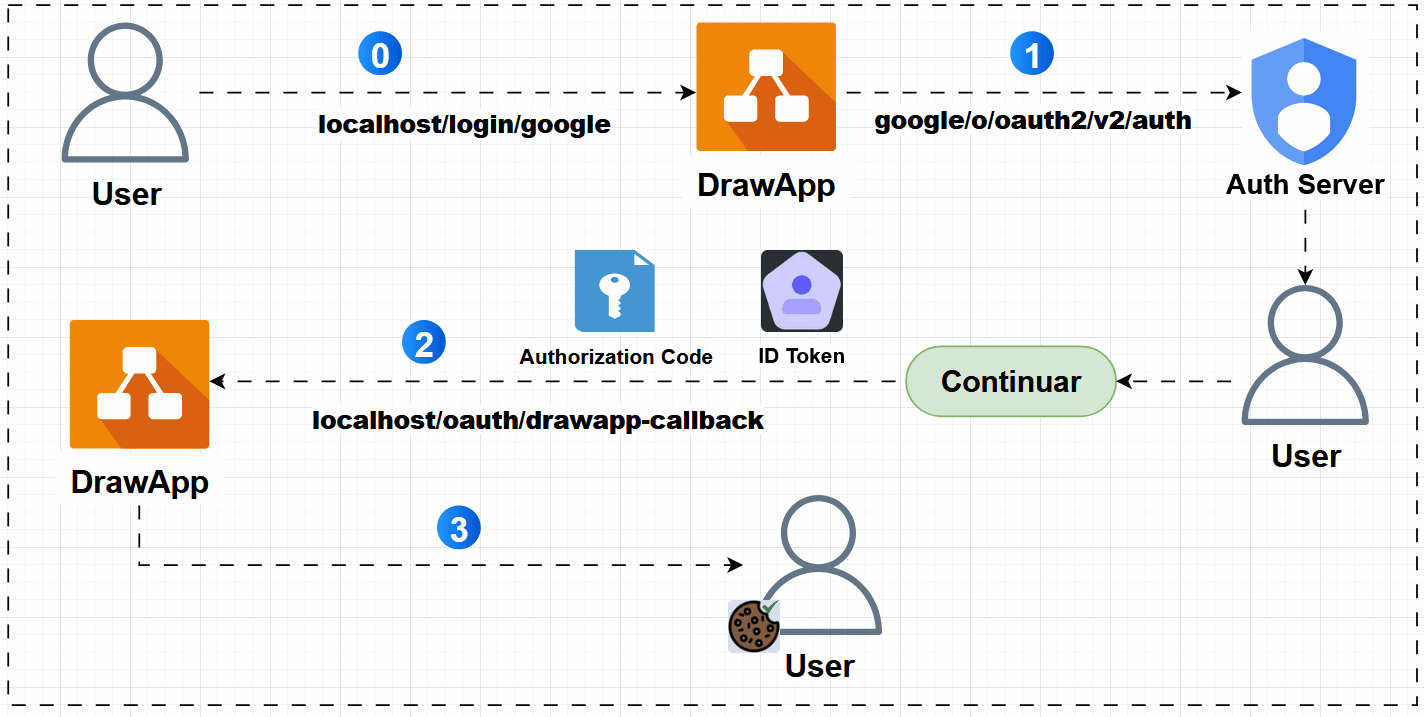 0
1
localhost/login/google
google/o/oauth2/v2/auth
User
DrawApp
Auth Server
2
Authorization Code
ID Token
Continuar
localhost/oauth/drawapp-callback
DrawApp
User
3
User